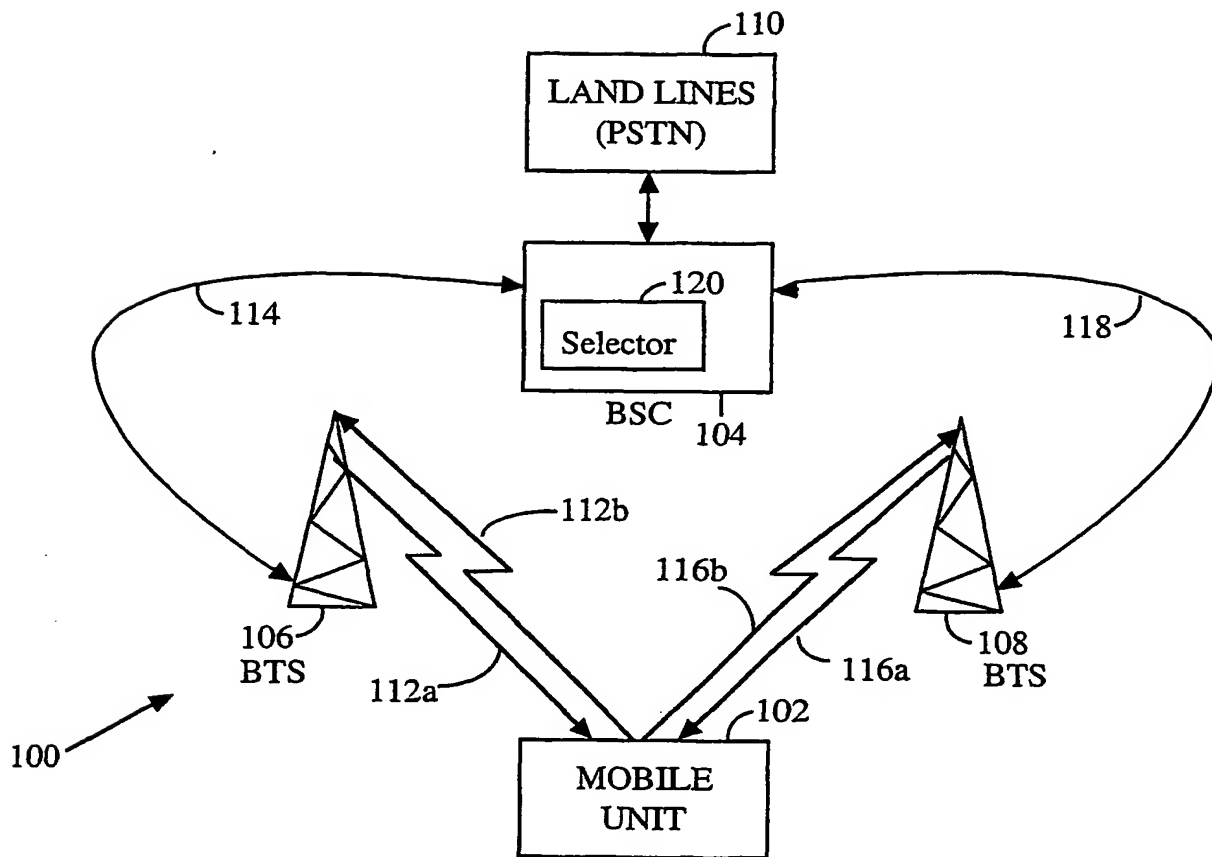 110
LAND LINES
(PSTN)
120
Selector
114
118
BSC
104
112b
116b
106
BTS
108
BTS
112a
116a
102
100
MOBILE
UNIT